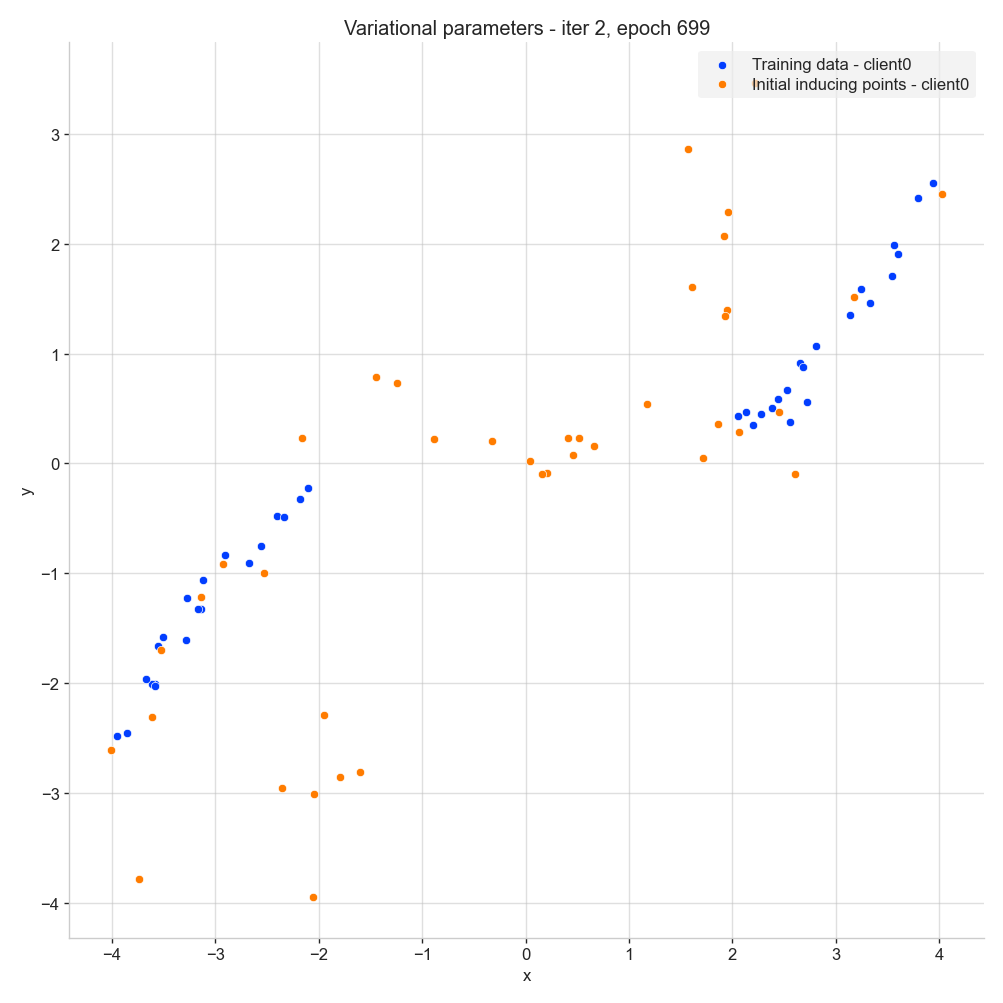 Variational parameters - iter 2, epoch 699
Training data - client0
Initial inducing points - client0
3
2
1
0
−1
−2
−3
−4
y
−4 −3 −2 −1 0 1 2 3 4
x